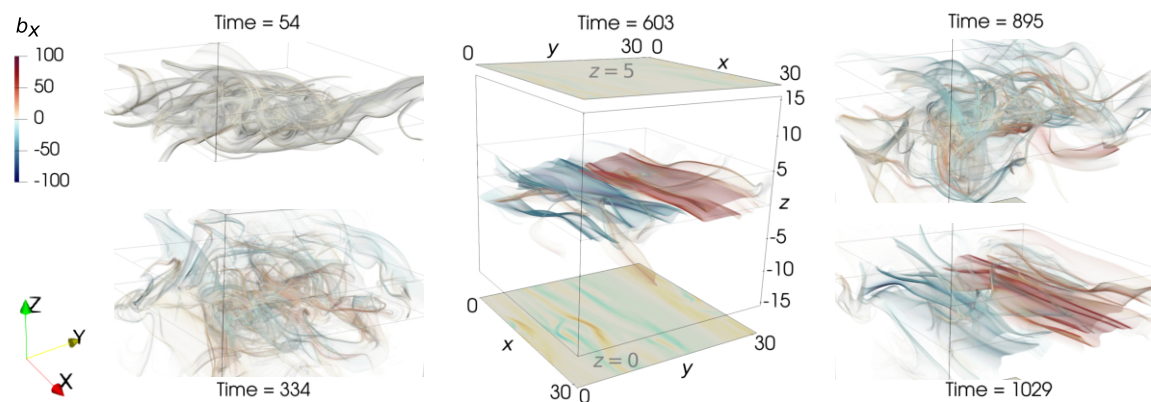 bx
100
50
0
-50
-100
Time = 54
Time = 334
Z
Y
X
Time = 603
0
y
30
0
x
30
z = 5
15
10
5
z
-5
-10
-15
0
x
30
z = 0
0
y
30
Time = 895
Time = 1029